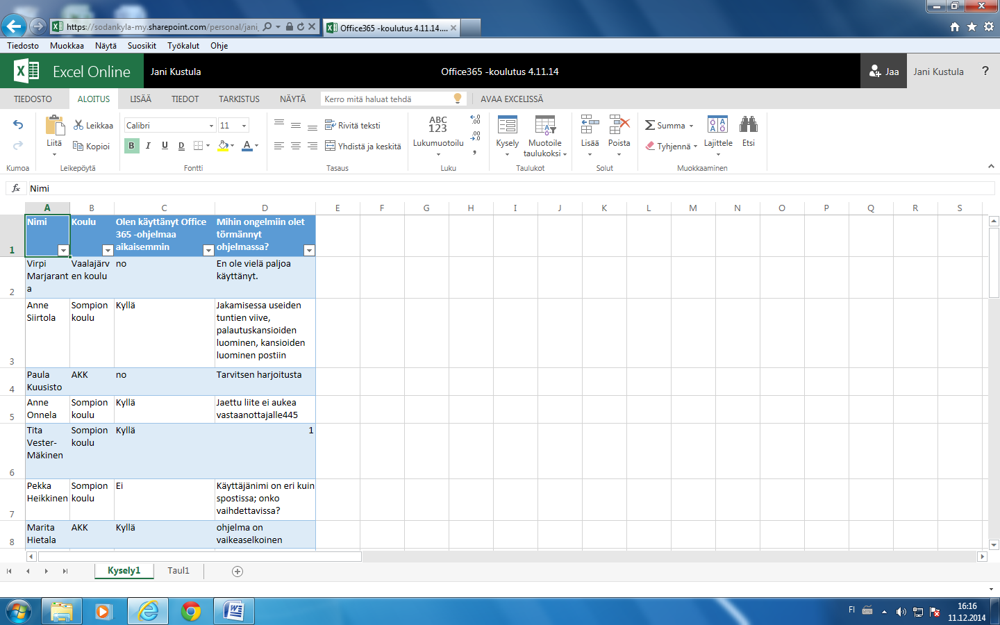 https://sodankyla-my.sharepoint.com/personal/jani_
Office365 -koulutus 4.11.14....
Tiedosto Muokkaa Näytä Suosikit Työkalut Ohje
Excel Online
Jani Kustula
Office365 -koulutus 4.11.14
Jaa
Jani Kustula
?
TIEDOSTO ALOITUS LISÄÄ TIEDOT TARKISTUS NÄYTÄ
Kerro mitä haluat tehdä
AVAA EXCELISSÄ
Kumoa
Liitä
Leikkaa
Kopioi
Leikepöytä
Calibri 11
B I U D A
Fontti
Rivitä teksti
Yhdistä ja keskitä
Tasaus
ABC
123
Lukumuotoilu
,00
,00
Luku
Kysely
Muotoile
taulukoksi
Taulukot
Lisää
Poista
Solut
Summa
Tyhjennä
Lajittele
Etsi
Muokkaaminen
fx Nimi
A B C D E F G H I J K L M N O P Q R S
1
Nimi
Koulu
Olen käyttänyt Office
365 -ohjelmaa
aikaisemmin
Mihin ongelmiin olet
törmännyt
ohjelmassa?
2
Virpi
Marjarant
a
Vaalajärv
en koulu
no
En ole vielä paljoa
käyttänyt.
3
Anne
Siirtola
Sompion
koulu
Kyllä
Jakamisessa useiden
tuntien viive,
palautuskansioiden
luominen, kansioiden
luominen postiin
4
Paula
Kuusisto
AKK
no
Tarvitsen harjoitusta
5
Anne
Onnela
Sompion
koulu
Kyllä
Jaettu liite ei aukea
vastaanottajalle445
6
Tita
Vester-
Mäkinen
Sompion
koulu
Kyllä
1
7
Pekka
Heikkinen
Sompion
koulu
Ei
Käyttäjänimi on eri kuin
spostissa; onko
vaihdettavissa?
8
Marita
Hietala
AKK
Kyllä
ohjelma on
vaikeaselkoinen
Kysely1 Taul1
FI
16:16
11.12.2014